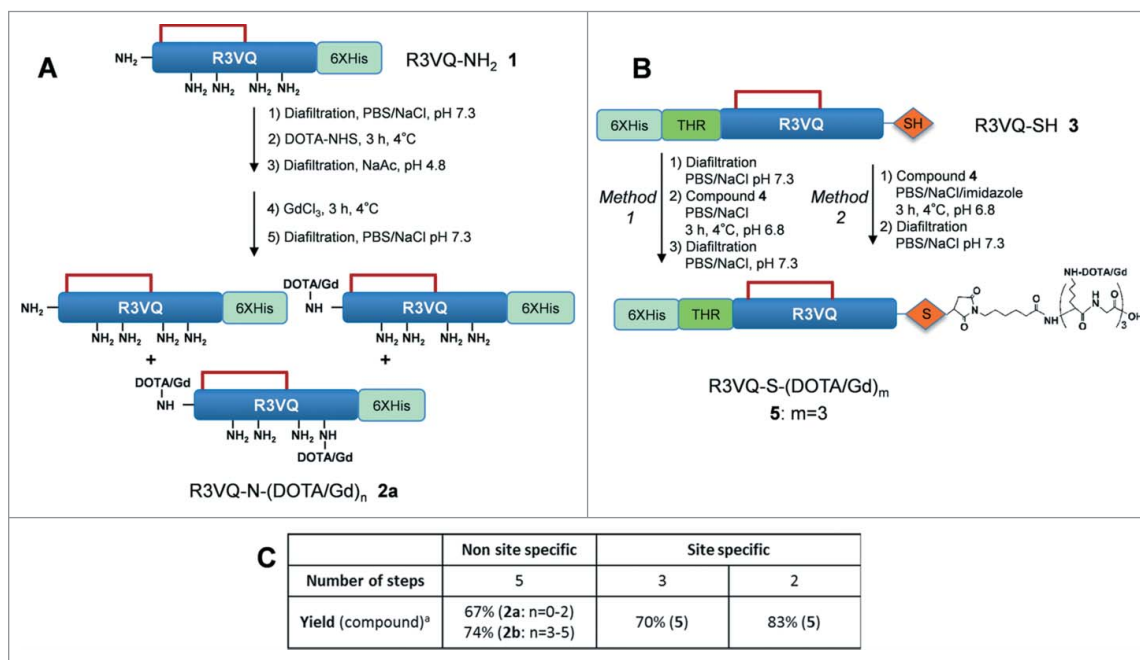 A
NH₂
R3VQ
6XHis
R3VQ-NH₂ 1
NH₂ NH₂ NH₂ NH₂
1) Diafiltration, PBS/NaCl, pH 7.3
2) DOTA-NHS, 3 h, 4°C
3) Diafiltration, NaAc, pH 4.8
4) GdCl₃, 3 h, 4°C
5) Diafiltration, PBS/NaCl pH 7.3
NH₂
R3VQ
6XHis
NH₂ NH₂ NH₂ NH₂
+
DOTA/Gd
NH
R3VQ
6XHis
NH₂ NH₂ NH₂ NH₂
+
DOTA/Gd
NH
R3VQ
6XHis
NH₂ NH₂ NH₂ NH
DOTA/Gd
R3VQ-N-(DOTA/Gd)ₙ 2a
B
6XHis
THR
R3VQ
SH
R3VQ-SH 3
Method
1
1) Diafiltration
PBS/NaCl pH 7.3
2) Compound 4
PBS/NaCl
3 h, 4°C, pH 6.8
3) Diafiltration
PBS/NaCl, pH 7.3
Method
2
1) Compound 4
PBS/NaCl/imidazole
3 h, 4°C, pH 6.8
2) Diafiltration
PBS/NaCl pH 7.3
6XHis
THR
R3VQ
S
O
N
O
O
NH
NH-DOTA/Gd
H
N
O
O
3
OH
R3VQ-S-(DOTA/Gd)ₘ
5: m=3
C
Non site specific
Site specific
Number of steps
5
3
2
Yield (compound)ᵃ
67% (2a: n=0-2)
74% (2b: n=3-5)
70% (5)
83% (5)